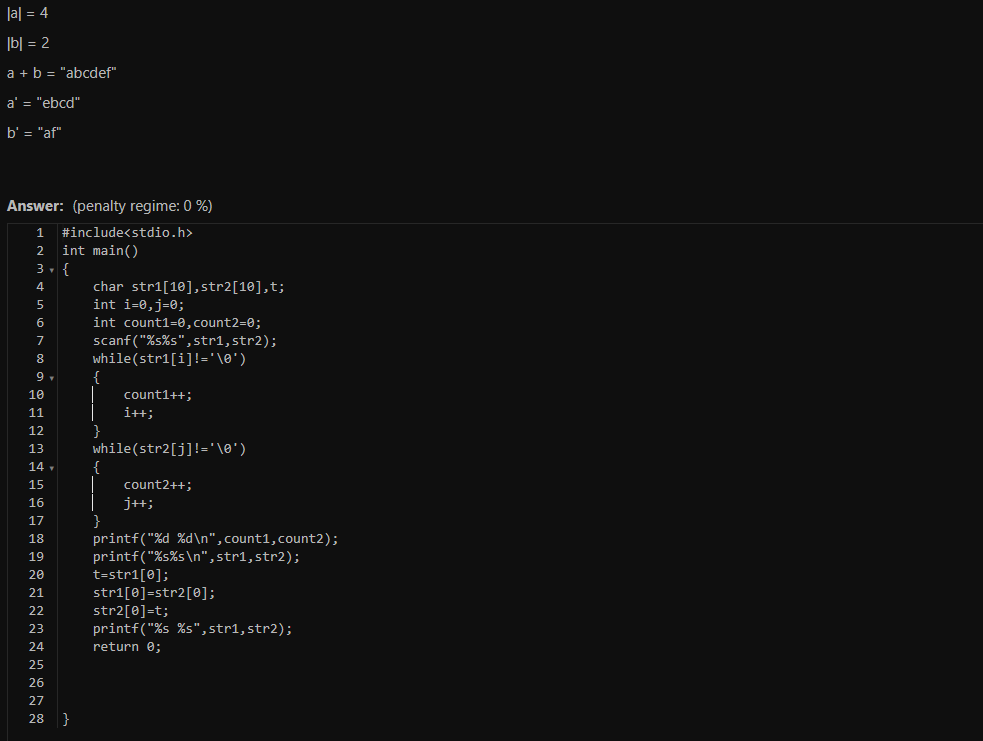 |a| = 4
|b| = 2
a + b = "abcdef"
a' = "ebcd"
b' = "af"
Answer: (penalty regime: 0 %)
1 #include<stdio.h>
2 int main()
3 {
4     char str1[10],str2[10],t;
5     int i=0,j=0;
6     int count1=0,count2=0;
7     scanf("%s%s",str1,str2);
8     while(str1[i]!='\0')
9     {
10         count1++;
11         i++;
12     }
13     while(str2[j]!='\0')
14     {
15         count2++;
16         j++;
17     }
18     printf("%d %d\n",count1,count2);
19     printf("%s%s\n",str1,str2);
20     t=str1[0];
21     str1[0]=str2[0];
22     str2[0]=t;
23     printf("%s %s",str1,str2);
24     return 0;
25
26
27
28 }